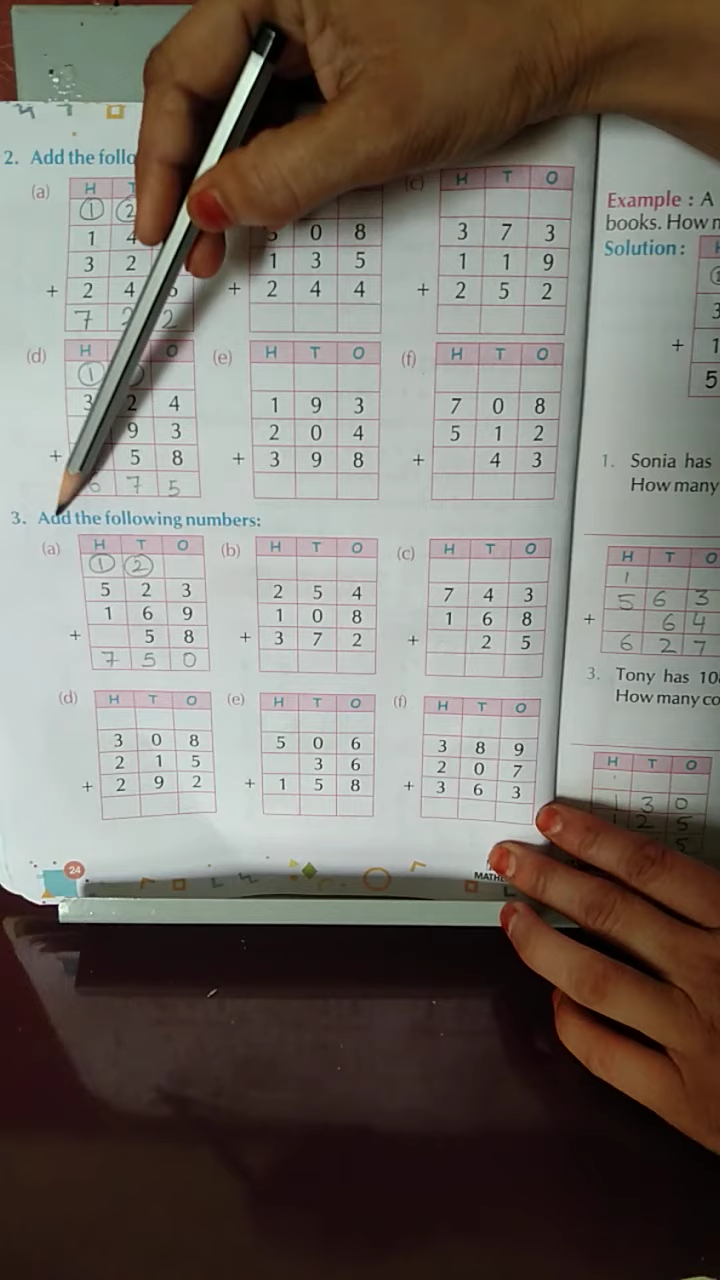 2. Add the follo
(a) (c) H T O
H T
1 2
1 4 0 8 3 7 3
3 2 1 3 5 1 1 9
+ 2 4 + 2 4 4 + 2 5 2
7 2
(d) H O (e) H T O (f) H T O
1
3 2 4 1 9 3 7 0 8
9 3 2 0 4 5 1 2
+ 5 8 + 3 9 8 + 4 3
6 7 5
3. Add the following numbers:
(a) H T O (b) H T O (c) H T O
1 2
5 2 3 2 5 4 7 4 3
1 6 9 1 0 8 1 6 8
+ 5 8 + 3 7 2 + 2 5
7 5 0
(d) H T O (e) H T O (f) H T O
3 0 8 5 0 6 3 8 9
2 1 5 3 6 2 0 7
+ 2 9 2 + 1 5 8 + 3 6 3
24
MATHE
Example : A
books. How
Solution :
3
+ 1
5
1. Sonia has
How many
H T O
1
5 6 3
+ 6 4
6 2 7
3. Tony has 10
How many co
H T O
1 3 0
1 2 5
5